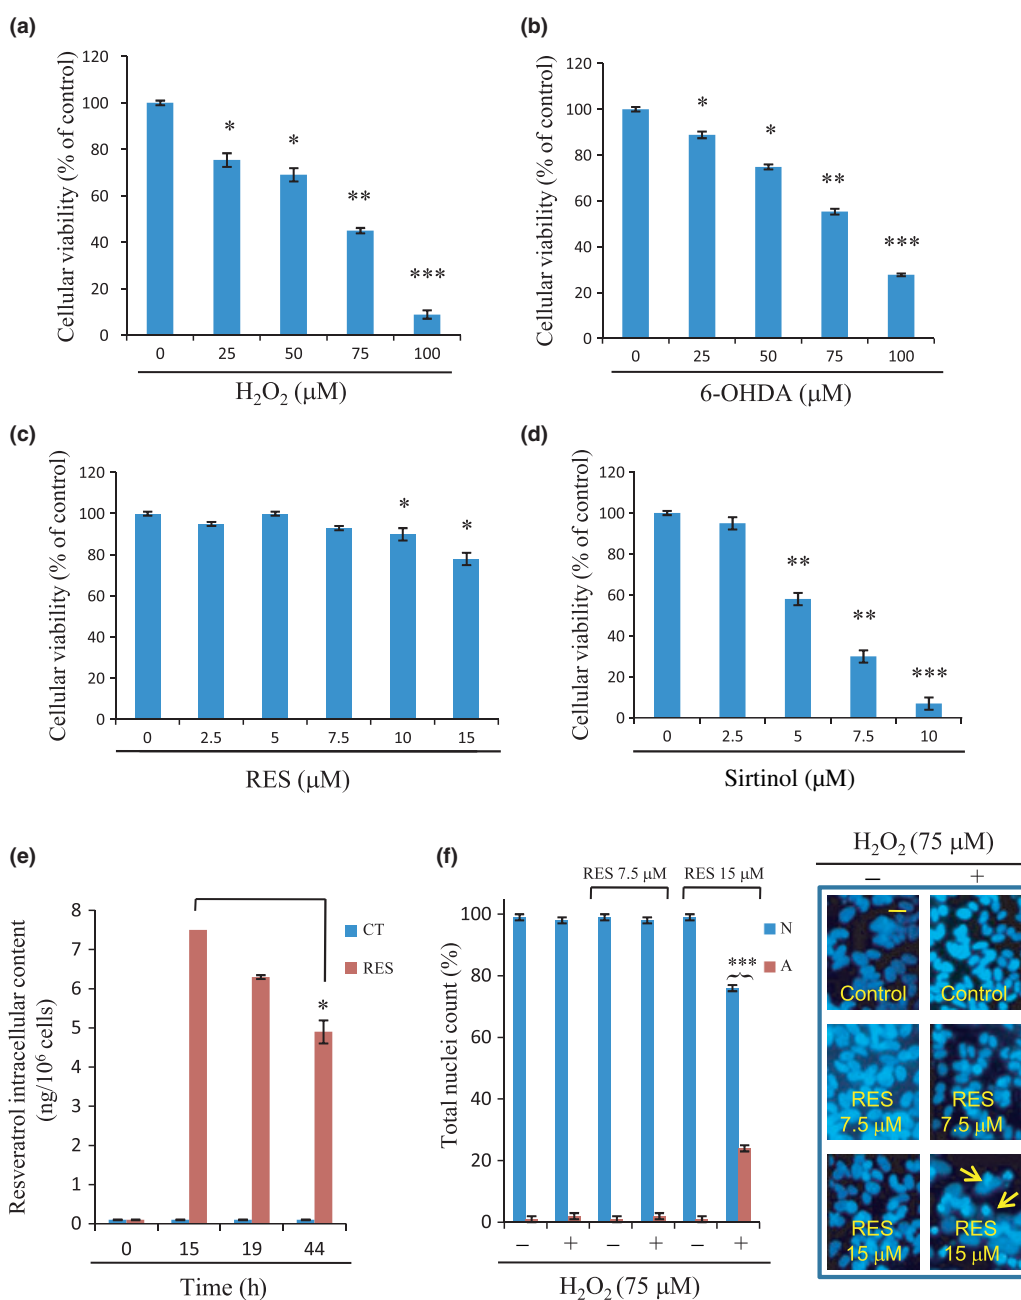 (a)
Cellular viability (% of control)
120
100
80
60
40
20
0
* * ** ***
0 25 50 75 100
H₂O₂ (μM)
(b)
Cellular viability (% of control)
120
100
80
60
40
20
0
* * ** ***
0 25 50 75 100
6-OHDA (μM)
(c)
Cellular viability (% of control)
120
100
80
60
40
20
0
* *
0 2.5 5 7.5 10 15
RES (μM)
(d)
Cellular viability (% of control)
120
100
80
60
40
20
0
** ** ***
0 2.5 5 7.5 10
Sirtinol (μM)
(e)
Resveratrol intracellular content
(ng/10⁶ cells)
8
7
6
5
4
3
2
1
0
CT
RES
*
0 15 19 44
Time (h)
(f)
Total nuclei count (%)
100
80
60
40
20
0
RES 7.5 μM RES 15 μM
N
A
***
− + − + − +
H₂O₂ (75 μM)
H₂O₂ (75 μM)
− +
Control Control
RES RES
7.5 μM 7.5 μM
RES RES
15 μM 15 μM